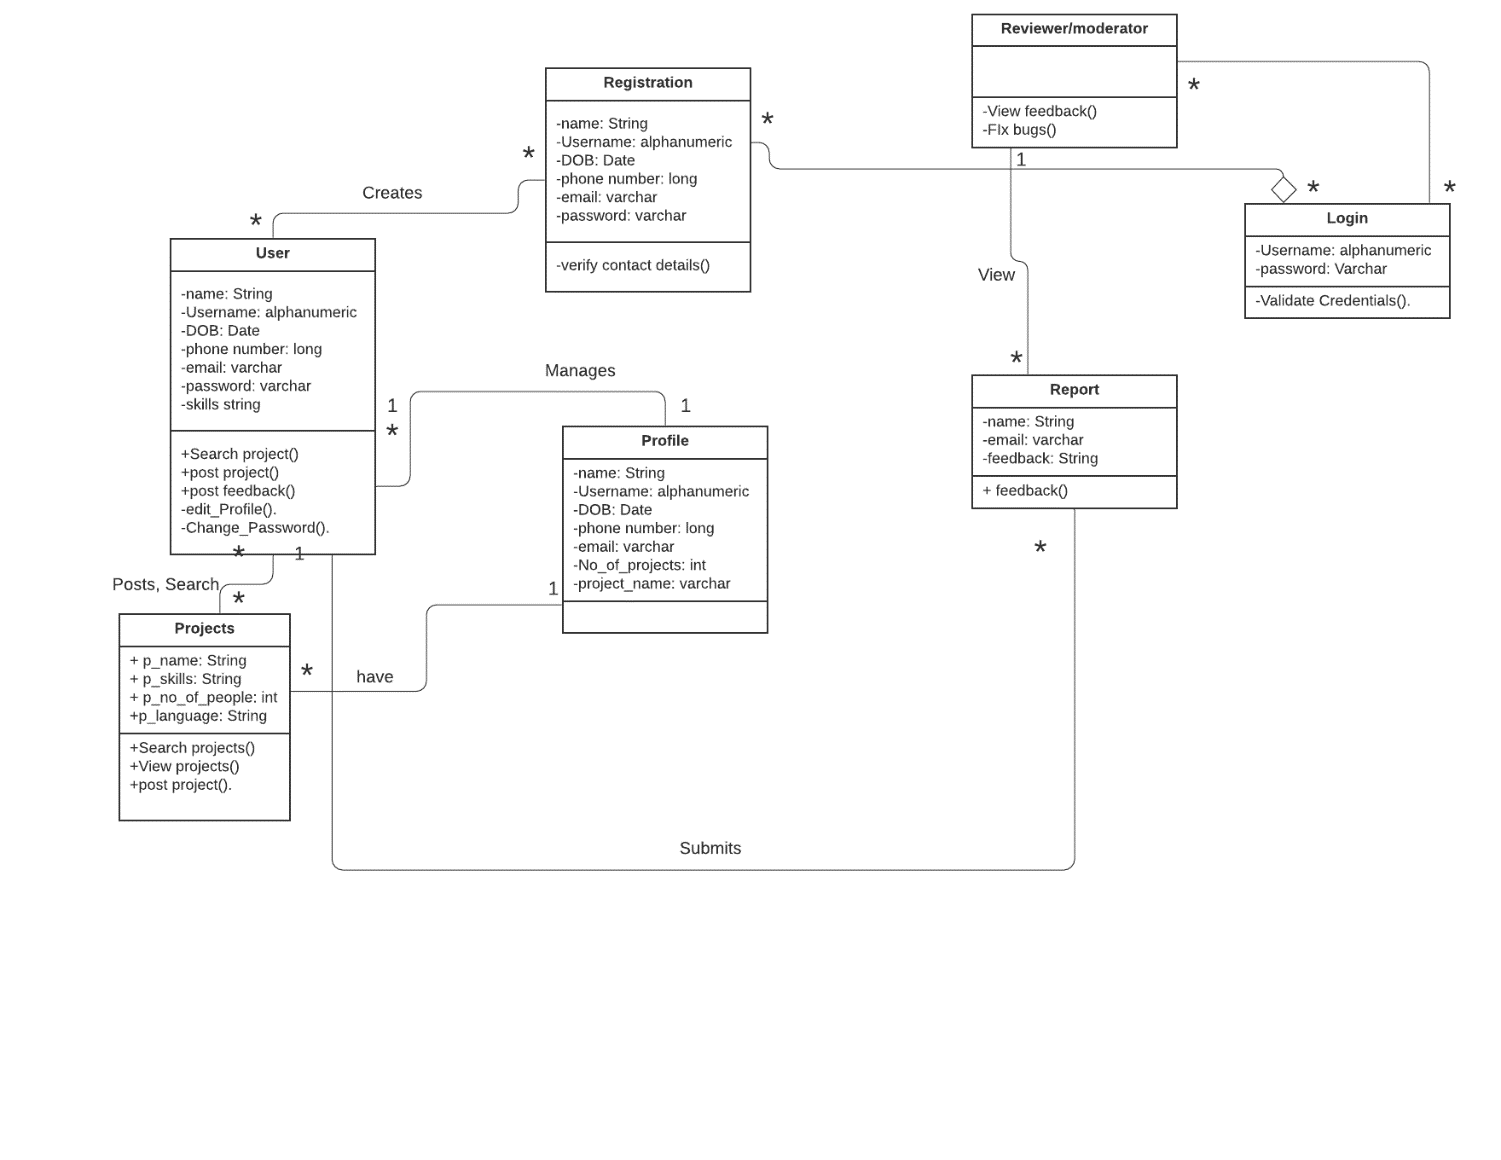 Reviewer/moderator
-View feedback()
-FIx bugs()
*
1
Registration
-name: String
-Username: alphanumeric
-DOB: Date
-phone number: long
-email: varchar
-password: varchar
-verify contact details()
*
*
Creates
*
*
*
Login
-Username: alphanumeric
-password: Varchar
-Validate Credentials().
User
-name: String
-Username: alphanumeric
-DOB: Date
-phone number: long
-email: varchar
-password: varchar
-skills string
+Search project()
+post project()
+post feedback()
-edit_Profile().
-Change_Password().
* 1
View
*
Manages
1
*
1
Profile
-name: String
-Username: alphanumeric
-DOB: Date
-phone number: long
-email: varchar
-No_of_projects: int
-project_name: varchar
1
Report
-name: String
-email: varchar
-feedback: String
+ feedback()
*
Posts, Search
*
Projects
+ p_name: String
+ p_skills: String
+ p_no_of_people: int
+p_language: String
+Search projects()
+View projects()
+post project().
*
have
Submits